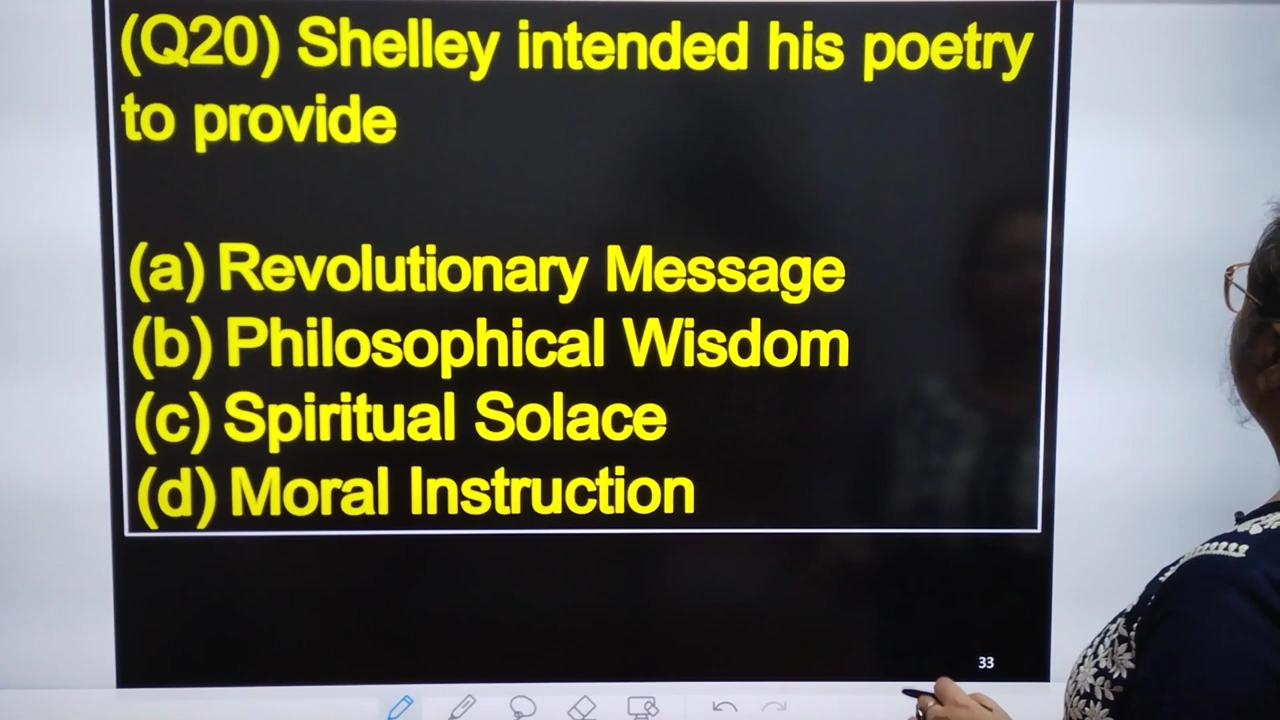 (Q20) Shelley intended his poetry
to provide
(a) Revolutionary Message
(b) Philosophical Wisdom
(c) Spiritual Solace
(d) Moral Instruction
33